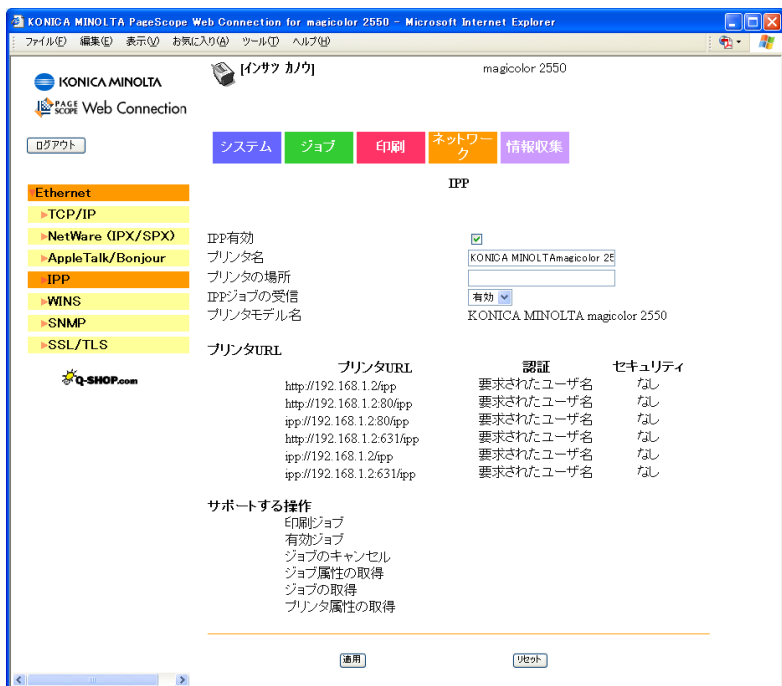 KONICA MINOLTA PageScope Web Connection for magicolor 2550 - Microsoft Internet Explorer
ファイル(F) 編集(E) 表示(V) お気に入り(A) ツール(T) ヘルプ(H)
KONICA MINOLTA
PAGE SCOPE Web Connection
[インサツ カノウ]
magicolor 2550
ログアウト
システム
ジョブ
印刷
ネットワー
ク
情報収集
IPP
Ethernet
TCP/IP
NetWare (IPX/SPX)
AppleTalk/Bonjour
IPP
WINS
SNMP
SSL/TLS
Q-SHOP.com
IPP有効
プリンタ名 KONICA MINOLTAmagicolor 25
プリンタの場所
IPPジョブの受信 有効
プリンタモデル名 KONICA MINOLTA magicolor 2550
プリンタURL
プリンタURL 認証 セキュリティ
http://192.168.1.2/ipp 要求されたユーザ名 なし
http://192.168.1.2:80/ipp 要求されたユーザ名 なし
ipp://192.168.1.2:80/ipp 要求されたユーザ名 なし
http://192.168.1.2:631/ipp 要求されたユーザ名 なし
ipp://192.168.1.2/ipp 要求されたユーザ名 なし
ipp://192.168.1.2:631/ipp 要求されたユーザ名 なし
サポートする操作
印刷ジョブ
有効ジョブ
ジョブのキャンセル
ジョブ属性の取得
ジョブの取得
プリンタ属性の取得
適用 リセット